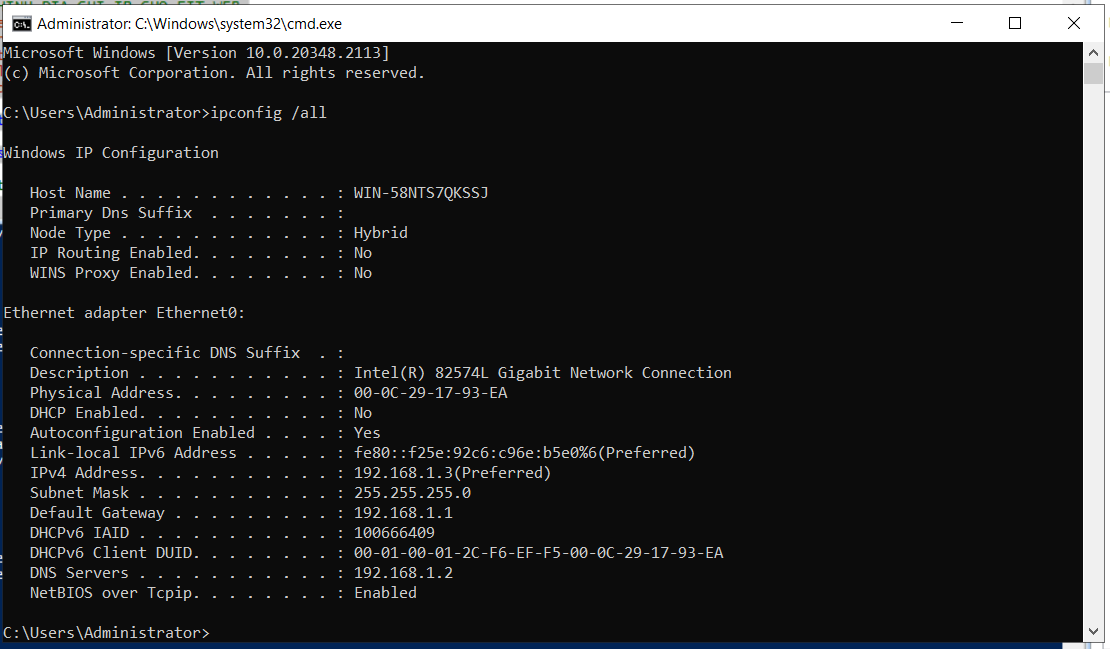 Administrator: C:\Windows\system32\cmd.exe
Microsoft Windows [Version 10.0.20348.2113]
(c) Microsoft Corporation. All rights reserved.
C:\Users\Administrator>ipconfig /all
Windows IP Configuration
Host Name . . . . . . . . . . . . : WIN-58NTS7QKSSJ
Primary Dns Suffix  . . . . . . . :
Node Type . . . . . . . . . . . . : Hybrid
IP Routing Enabled. . . . . . . . : No
WINS Proxy Enabled. . . . . . . . : No
Ethernet adapter Ethernet0:
Connection-specific DNS Suffix  . :
Description . . . . . . . . . . . : Intel(R) 82574L Gigabit Network Connection
Physical Address. . . . . . . . . : 00-0C-29-17-93-EA
DHCP Enabled. . . . . . . . . . . : No
Autoconfiguration Enabled . . . . : Yes
Link-local IPv6 Address . . . . . : fe80::f25e:92c6:c96e:b5e0%6(Preferred)
IPv4 Address. . . . . . . . . . . : 192.168.1.3(Preferred)
Subnet Mask . . . . . . . . . . . : 255.255.255.0
Default Gateway . . . . . . . . . : 192.168.1.1
DHCPv6 IAID . . . . . . . . . . . : 100666409
DHCPv6 Client DUID. . . . . . . . : 00-01-00-01-2C-F6-EF-F5-00-0C-29-17-93-EA
DNS Servers . . . . . . . . . . . : 192.168.1.2
NetBIOS over Tcpip. . . . . . . . : Enabled
C:\Users\Administrator>